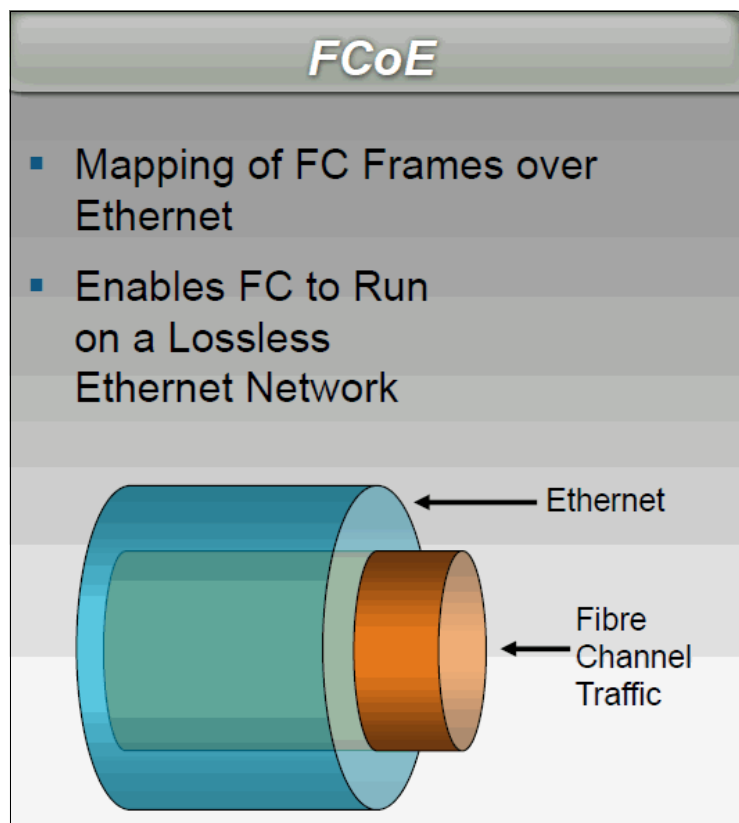 FCoE
▪ Mapping of FC Frames over
Ethernet
▪ Enables FC to Run
on a Lossless
Ethernet Network
Ethernet
Fibre
Channel
Traffic